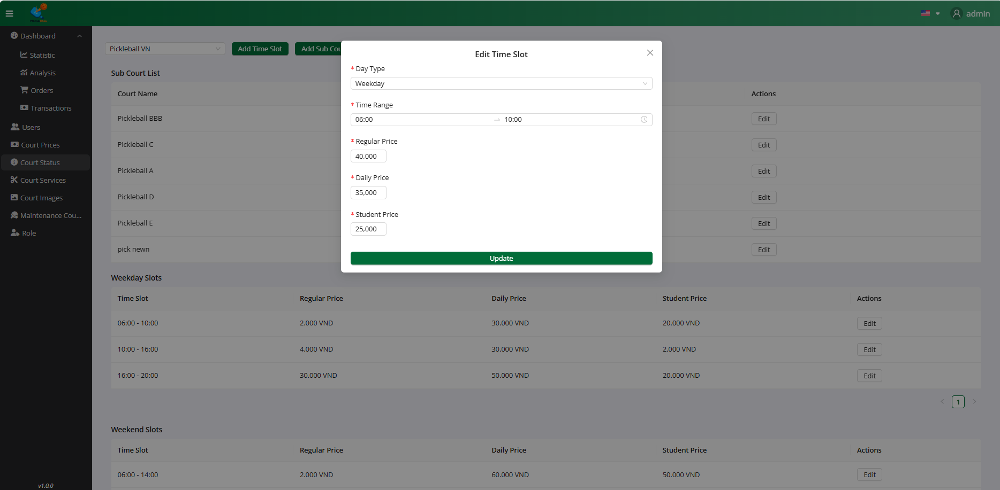 admin
Dashboard
Statistic
Analysis
Orders
Transactions
Users
Court Prices
Court Status
Court Services
Court Images
Maintenance Cou...
Role
v1.0.0
Pickleball VN
Add Time Slot
Add Sub Cou
Sub Court List
Court Name
Actions
Pickleball BBB
Edit
Pickleball C
Edit
Pickleball A
Edit
Pickleball D
Edit
Pickleball E
Edit
pick newn
Edit
Edit Time Slot
* Day Type
Weekday
* Time Range
06:00 → 10:00
* Regular Price
40,000
* Daily Price
35,000
* Student Price
25,000
Update
Weekday Slots
Time Slot Regular Price Daily Price Student Price Actions
06:00 - 10:00 2.000 VND 30.000 VND 20.000 VND Edit
10:00 - 16:00 4.000 VND 30.000 VND 2.000 VND Edit
16:00 - 20:00 30.000 VND 50.000 VND 20.000 VND Edit
1
Weekend Slots
Time Slot Regular Price Daily Price Student Price Actions
06:00 - 14:00 2.000 VND 60.000 VND 50.000 VND Edit